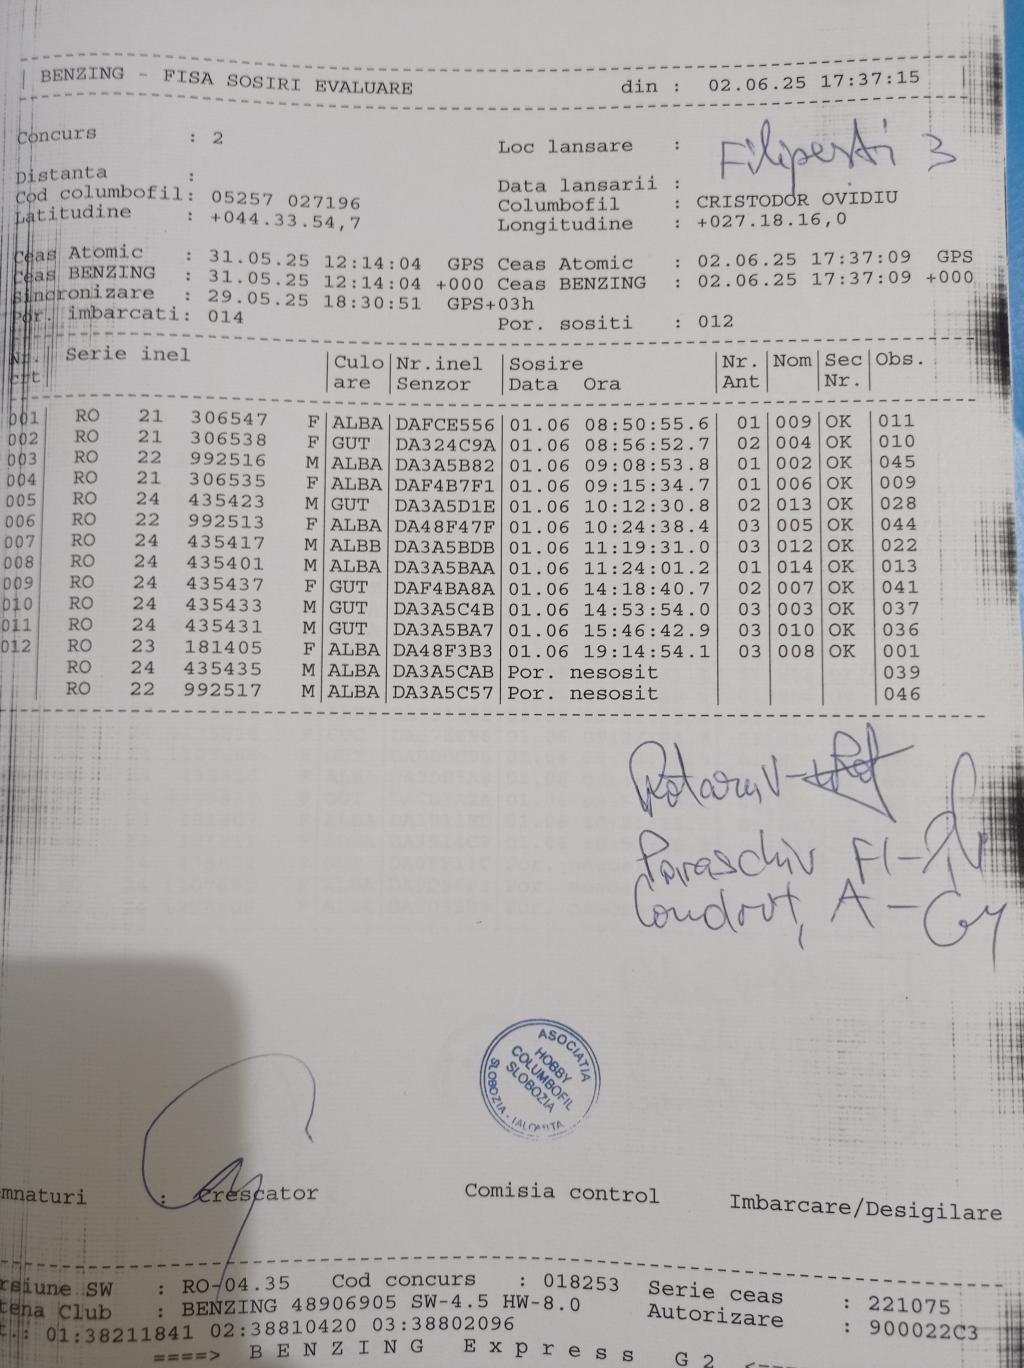 BENZING - FISA SOSIRI EVALUARE din : 02.06.25 17:37:15
Concurs : 2 Loc lansare : Filipesti 3
Distanta : Data lansarii :
Cod columbofil: 05257 027196 Columbofil : CRISTODOR OVIDIU
Latitudine : +044.33.54,7 Longitudine : +027.18.16,0
Ceas Atomic : 31.05.25 12:14:04 GPS Ceas Atomic : 02.06.25 17:37:09 GPS
Ceas BENZING : 31.05.25 12:14:04 +000 Ceas BENZING : 02.06.25 17:37:09 +000
Sincronizare : 29.05.25 18:30:51 GPS+03h
Por. imbarcati: 014 Por. sositi : 012
Nr. Serie inel Culo Nr.inel Sosire Nr. Nom Sec Obs.
crt are Senzor Data Ora Ant Nr.
001 RO 21 306547 F ALBA DAFCE556 01.06 08:50:55.6 01 009 OK 011
002 RO 21 306538 F GUT DA324C9A 01.06 08:56:52.7 02 004 OK 010
003 RO 22 992516 M ALBA DA3A5B82 01.06 09:08:53.8 01 002 OK 045
004 RO 21 306535 F ALBA DAF4B7F1 01.06 09:15:34.7 01 006 OK 009
005 RO 24 435423 M GUT DA3A5D1E 01.06 10:12:30.8 02 013 OK 028
006 RO 22 992513 F ALBA DA48F47F 01.06 10:24:38.4 03 005 OK 044
007 RO 24 435417 M ALBB DA3A5BDB 01.06 11:19:31.0 03 012 OK 022
008 RO 24 435401 M ALBA DA3A5BAA 01.06 11:24:01.2 01 014 OK 013
009 RO 24 435437 F GUT DAF4BA8A 01.06 14:18:40.7 02 007 OK 041
010 RO 24 435433 M GUT DA3A5C4B 01.06 14:53:54.0 03 003 OK 037
011 RO 24 435431 M GUT DA3A5BA7 01.06 15:46:42.9 03 010 OK 036
012 RO 23 181405 F ALBA DA48F3B3 01.06 19:14:54.1 03 008 OK 001
RO 24 435435 M ALBA DA3A5CAB Por. nesosit 039
RO 22 992517 M ALBA DA3A5C57 Por. nesosit 046
Rotaru V-
Paraschiv Fl-
A -
ASOCIATIA
HOBBY
COLUMBOFIL
SLOBOZIA
SLOBOZIA - IALOMITA
mnaturi : Crescator Comisia control Imbarcare/Desigilare
rsiune SW : RO-04.35 Cod concurs : 018253 Serie ceas : 221075
tena Club : BENZING 48906905 SW-4.5 HW-8.0 Autorizare : 900022C3
t.: 01:38211841 02:38810420 03:38802096
====> BENZING Express G2 <----